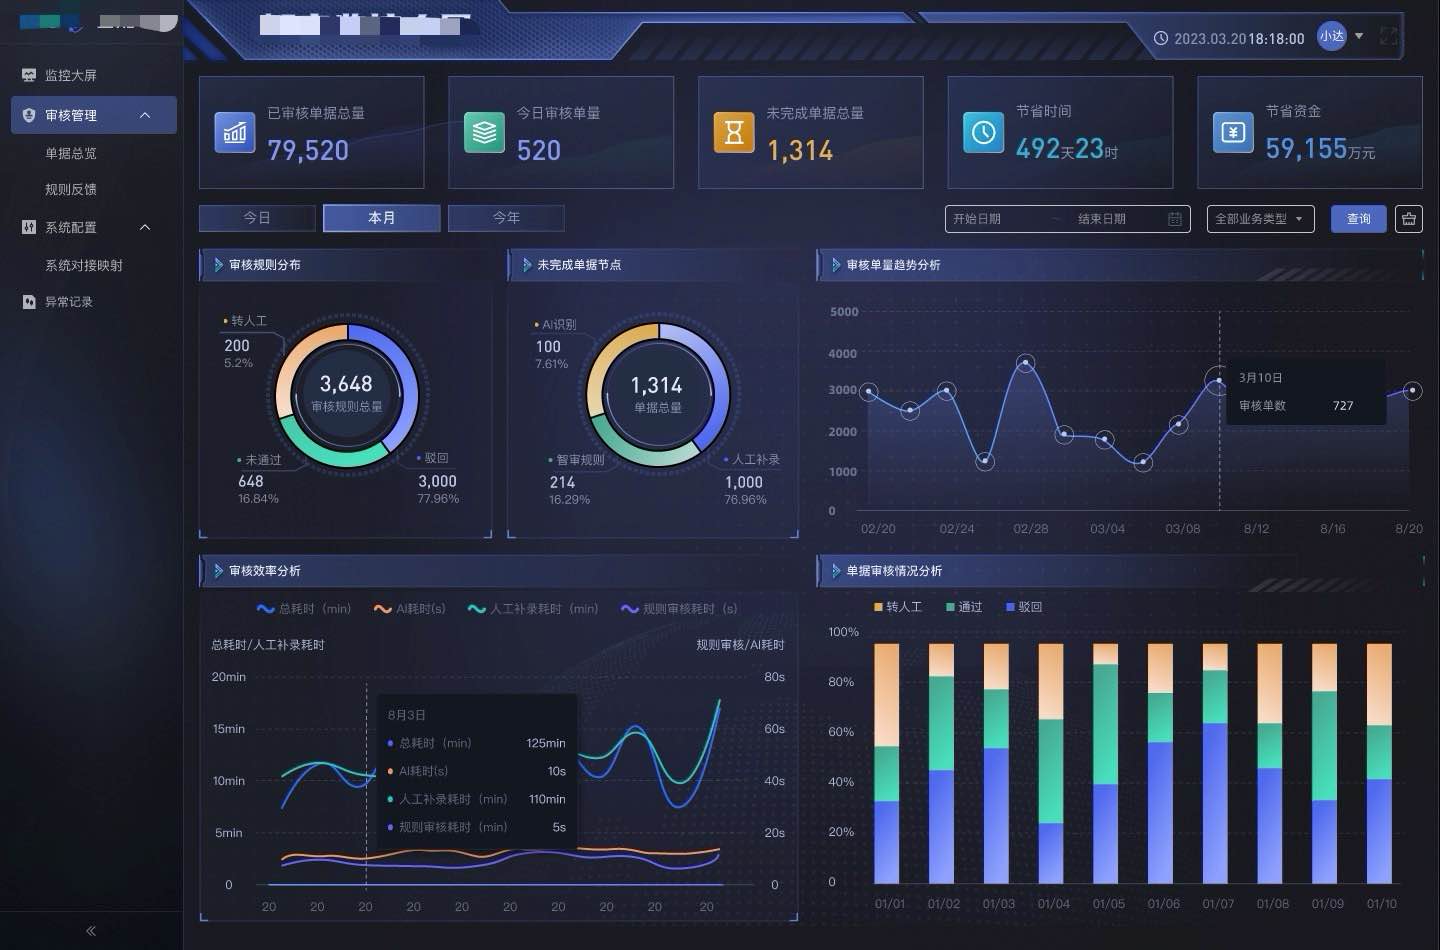 2023.03.20 18:18:00
小达
监控大屏
审核管理
单据总览
规则反馈
系统配置
系统对接映射
异常记录
已审核单据总量
79,520
今日审核单量
520
未完成单据总量
1,314
节省时间
492天23时
节省资金
59,155万元
今日
本月
今年
开始日期 ~ 结束日期
全部业务类型
查询
审核规则分布
转人工
200
5.2%
3,648
审核规则总量
未通过
648
16.84%
驳回
3,000
77.96%
未完成单据节点
AI识别
100
7.61%
1,314
单据总量
智审规则
214
16.29%
人工补录
1,000
76.96%
审核单量趋势分析
5000
4000
3000
2000
1000
0
3月10日
审核单数 727
02/20 02/24 02/28 03/04 03/08 8/12 8/16 8/20
审核效率分析
总耗时（min） AI耗时(s) 人工补录耗时（min） 规则审核耗时（s）
总耗时/人工补录耗时 规则审核/AI耗时
20min 80s
15min 60s
10min 40s
5min 20s
0 0
8月3日
总耗时（min） 125min
AI耗时(s) 10s
人工补录耗时（min） 110min
规则审核耗时（min） 5s
20 20 20 20 20 20 20 20 20 20
单据审核情况分析
转人工 通过 驳回
100%
80%
60%
40%
20%
0
01/01 01/02 01/03 01/04 01/05 01/06 01/07 01/08 01/09 01/10